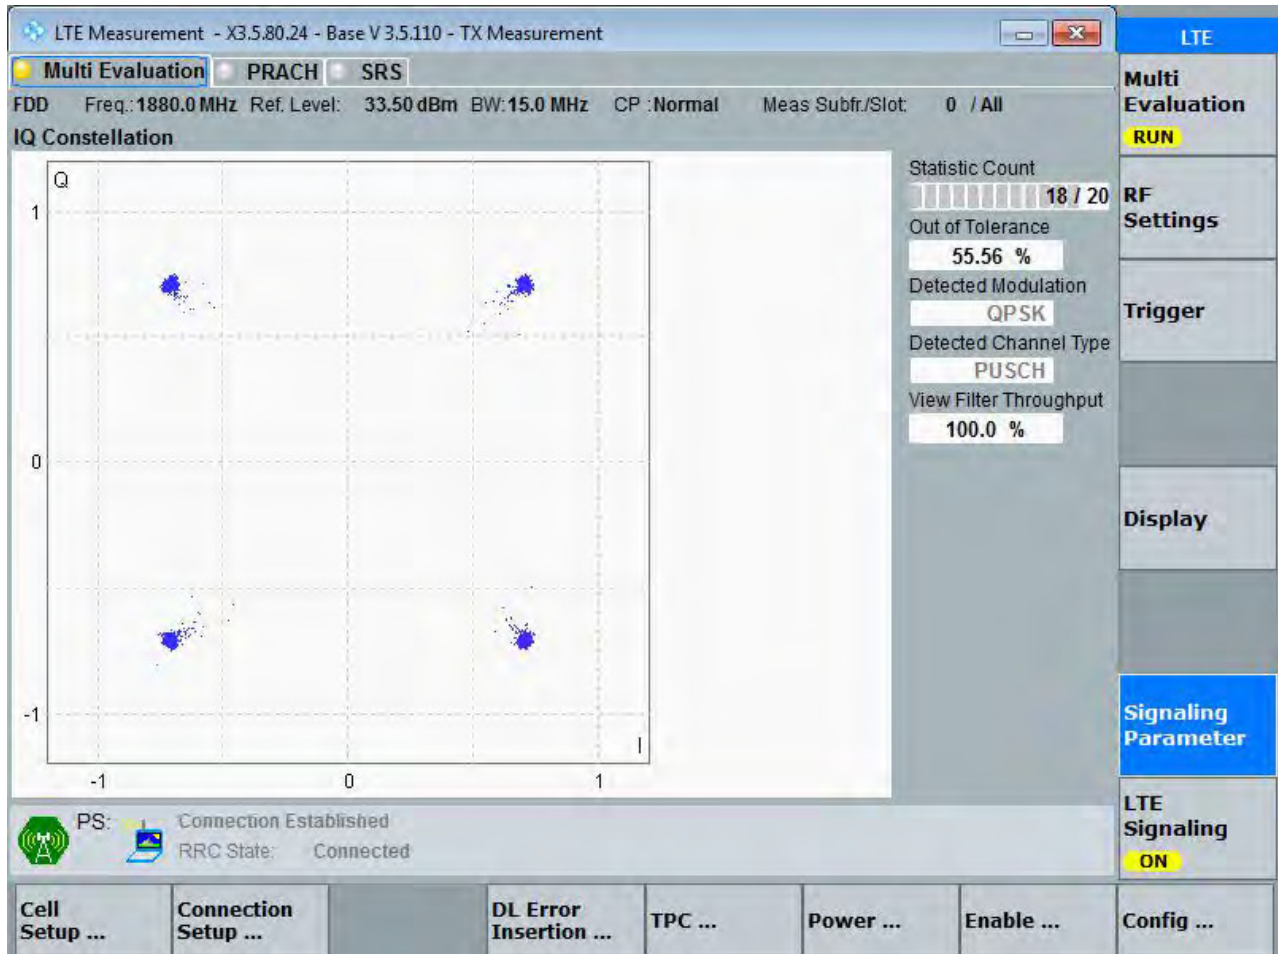 LTE Measurement - X3.5.80.24 - Base V 3.5.110 - TX Measurement
LTE
Multi Evaluation PRACH SRS
FDD Freq.: 1880.0 MHz Ref. Level: 33.50 dBm BW: 15.0 MHz CP : Normal Meas Subfr./Slot: 0 / All
IQ Constellation
Q
1
0
-1
-1 0 1
I
Statistic Count
18 / 20
Out of Tolerance
55.56 %
Detected Modulation
QPSK
Detected Channel Type
PUSCH
View Filter Throughput
100.0 %
Multi
Evaluation
RUN
RF
Settings
Trigger
Display
Signaling
Parameter
LTE
Signaling
ON
PS: Connection Established
RRC State: Connected
Cell
Setup ...
Connection
Setup ...
DL Error
Insertion ...
TPC ...
Power ...
Enable ...
Config ...